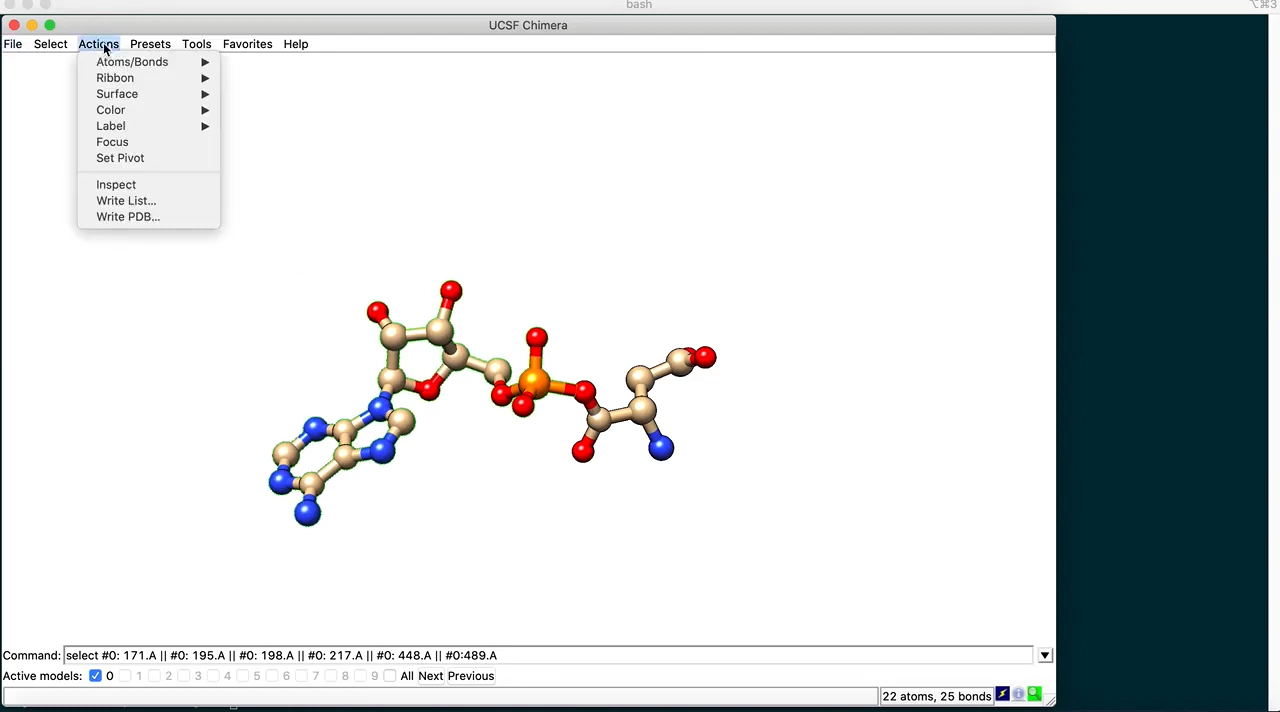 bash
⌥⌘3
UCSF Chimera
File Select Actions Presets Tools Favorites Help
Atoms/Bonds
Ribbon
Surface
Color
Label
Focus
Set Pivot
Inspect
Write List...
Write PDB...
Command: select #0: 171.A || #0: 195.A || #0: 198.A || #0: 217.A || #0: 448.A || #0:489.A
Active models: 0 1 2 3 4 5 6 7 8 9 All Next Previous
22 atoms, 25 bonds